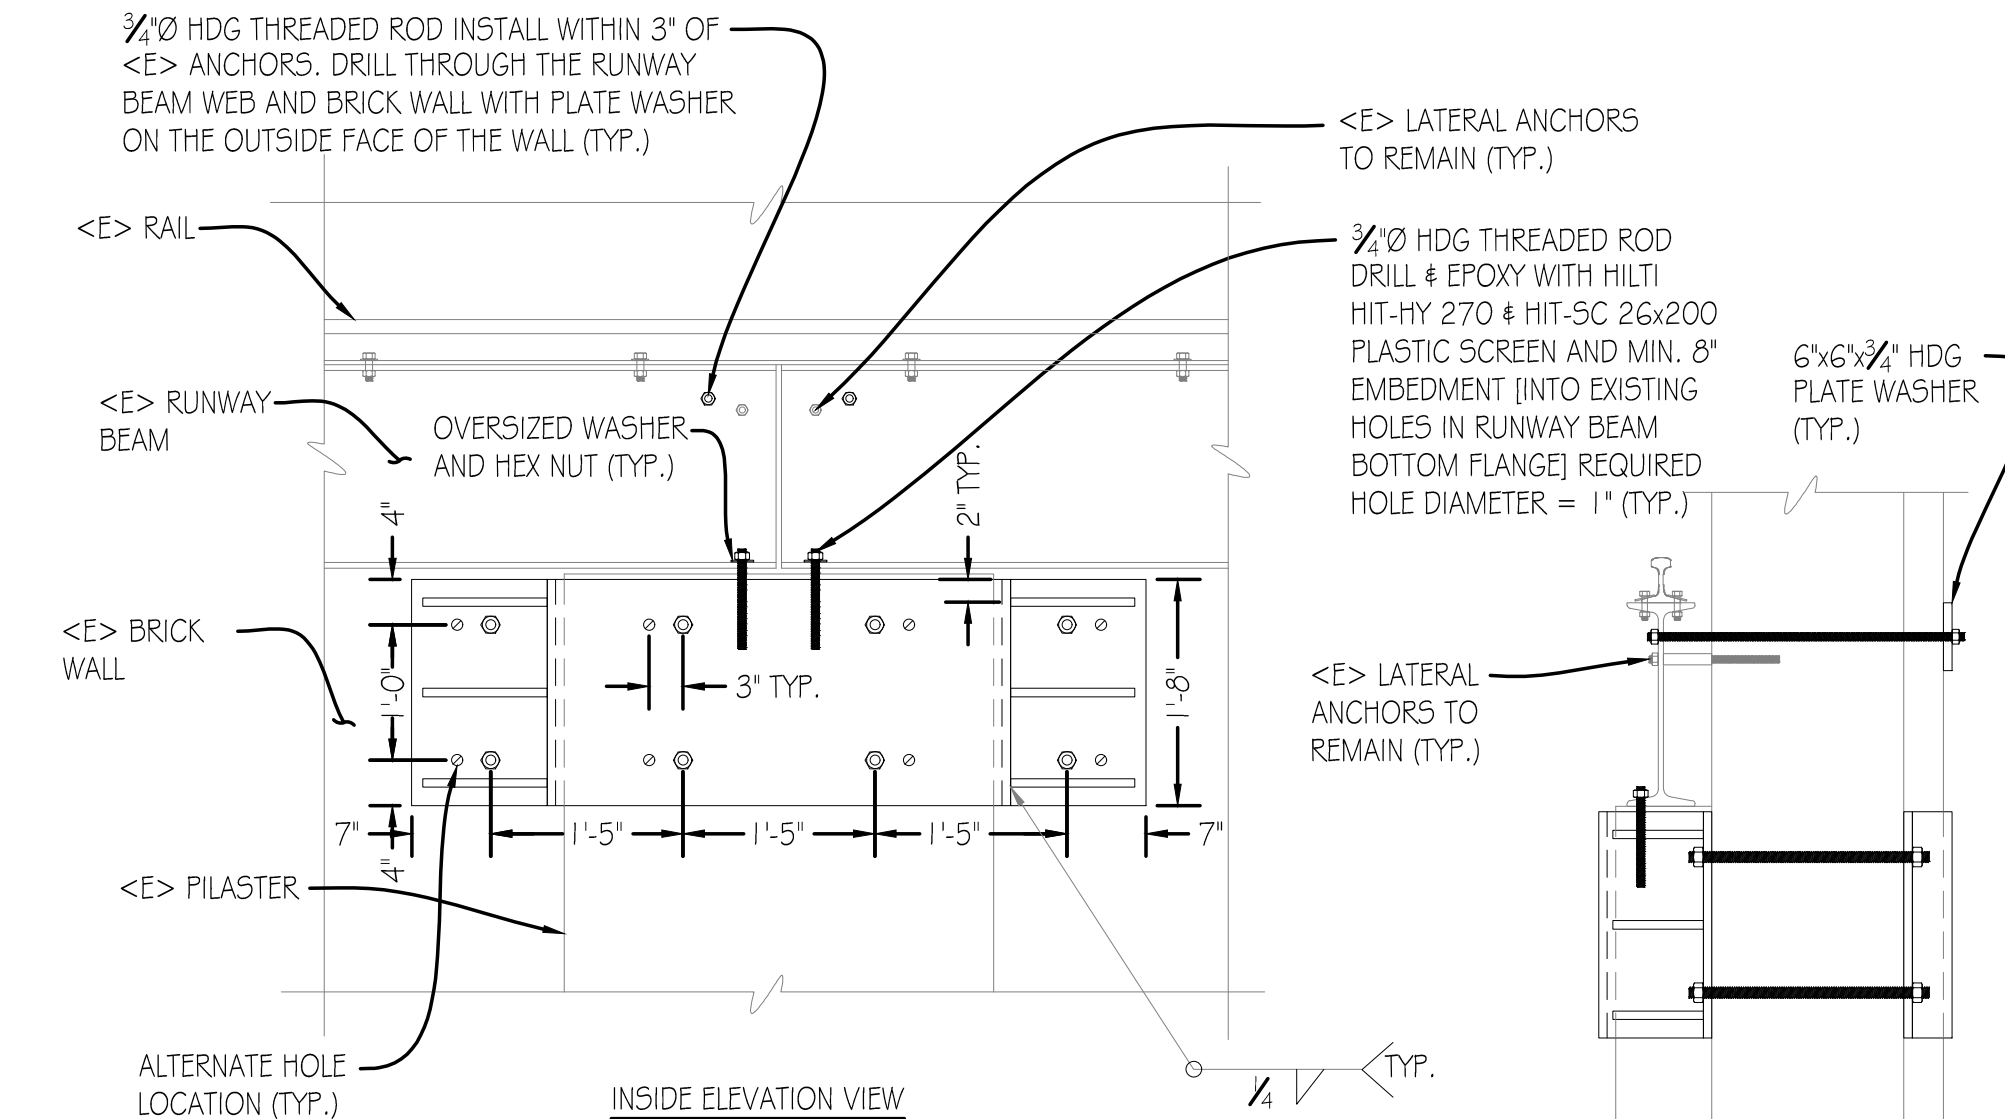 3/4"Ø HDG THREADED ROD INSTALL WITHIN 3" OF
<E> ANCHORS. DRILL THROUGH THE RUNWAY
BEAM WEB AND BRICK WALL WITH PLATE WASHER
ON THE OUTSIDE FACE OF THE WALL (TYP.)
<E> LATERAL ANCHORS
TO REMAIN (TYP.)
<E> RAIL
3/4"Ø HDG THREADED ROD
DRILL & EPOXY WITH HILTI
HIT-HY 270 & HIT-SC 26x200
PLASTIC SCREEN AND MIN. 8"
EMBEDMENT [INTO EXISTING
HOLES IN RUNWAY BEAM
BOTTOM FLANGE] REQUIRED
HOLE DIAMETER = 1" (TYP.)
6"x6"x3/4" HDG
PLATE WASHER
(TYP.)
<E> RUNWAY
BEAM
OVERSIZED WASHER
AND HEX NUT (TYP.)
2" TYP.
4"
<E> BRICK
WALL
1'-0"
3" TYP.
1'-8"
<E> LATERAL
ANCHORS TO
REMAIN (TYP.)
7"
1'-5"
1'-5"
1'-5"
7"
4"
<E> PILASTER
ALTERNATE HOLE
LOCATION (TYP.)
INSIDE ELEVATION VIEW
1/4
TYP.